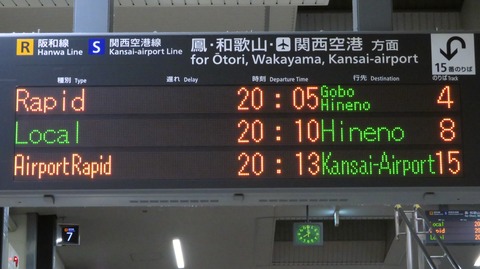 R 阪和線 S 関西空港線 鳳・和歌山・関西空港 方面
Hanwa Line Kansai-airport Line for Ōtori, Wakayama, Kansai-airport
15番のりば
種別 Type 遅れ Delay 時刻 Departure Time 行先 Destination のりば Track
Rapid 20:05 Gobo Hineno 4
Local 20:10 Hineno 8
AirportRapid 20:13 Kansai-Airport 15
7